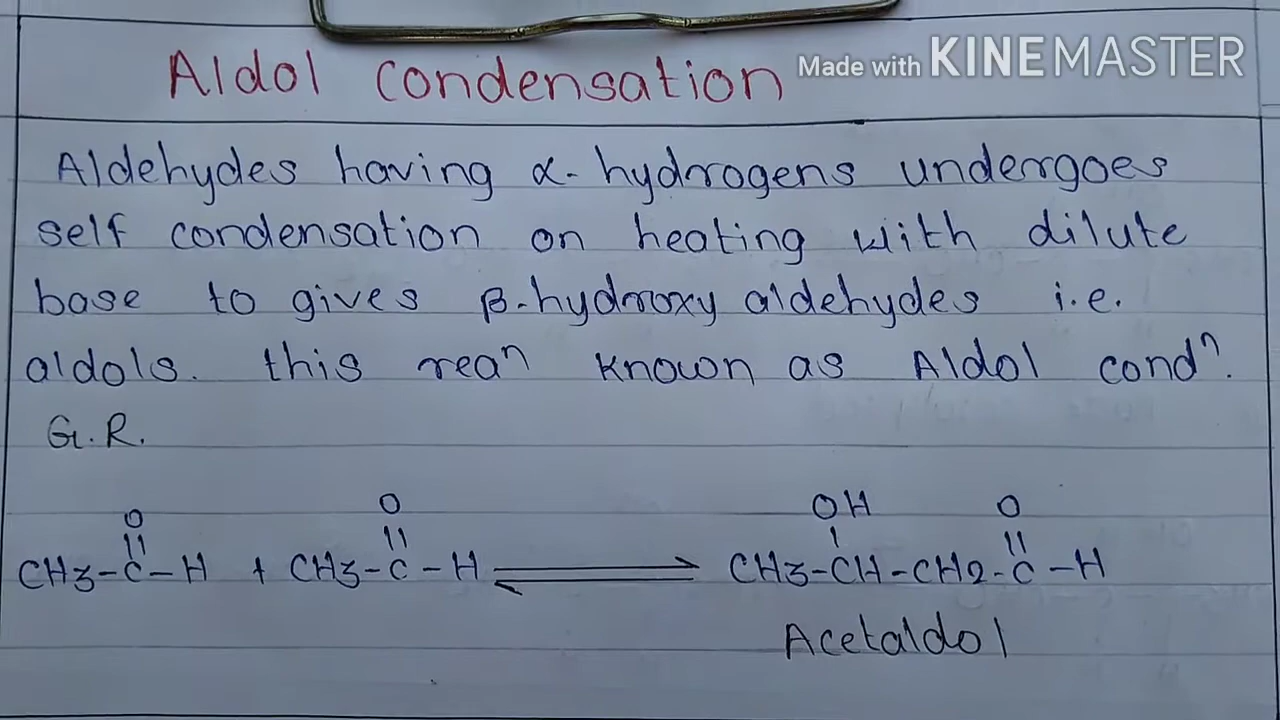 Aldol condensation
Made with KINEMASTER
Aldehydes having α-hydrogens undergoes
self condensation on heating with dilute
base to gives β-hydroxy aldehydes i.e.
aldols. this reaⁿ known as Aldol condⁿ.
G.R.
O O OH O
|| || | ||
CH3-C-H + CH3-C-H ⇌ CH3-CH-CH2-C-H
Acetaldol